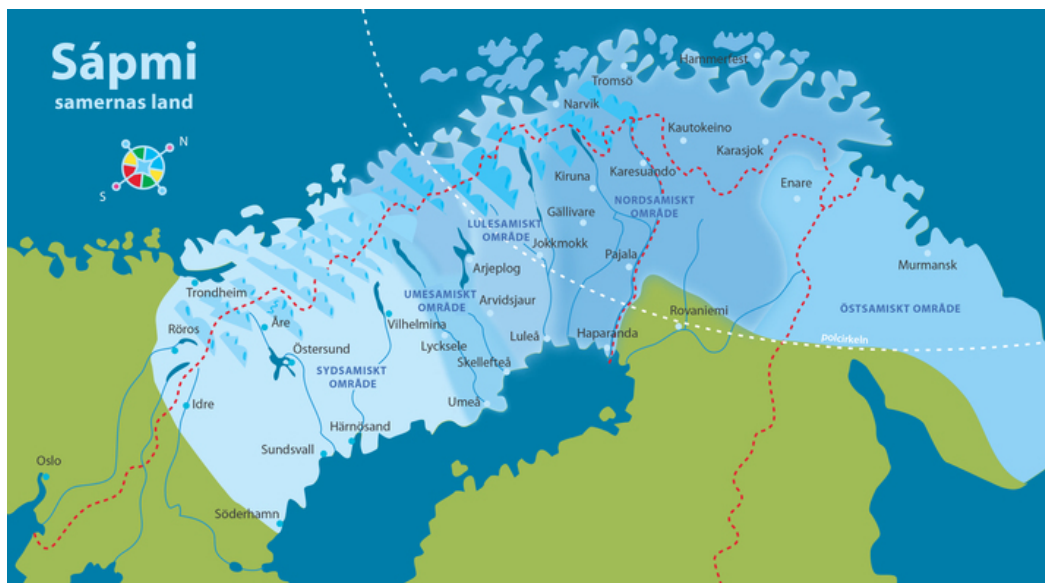 Sápmi
samernas land
N
S
Hammerfest
Tromsö
Narvik
Kautokeino
Karasjok
Karesuando
Kiruna
Enare
NORDSAMISKT
OMRÅDE
Gällivare
LULESAMISKT
OMRÅDE
Jokkmokk
Murmansk
Arjeplog
Pajala
Trondheim
UMESAMISKT
OMRÅDE
Arvidsjaur
Rovaniemi
ÖSTSAMISKT OMRÅDE
Röros
Åre
Vilhelmina
Luleå
Haparanda
polcirkeln
Östersund
Lycksele
Skellefteå
SYDSAMISKT
OMRÅDE
Idre
Umeå
Härnösand
Sundsvall
Oslo
Söderhamn